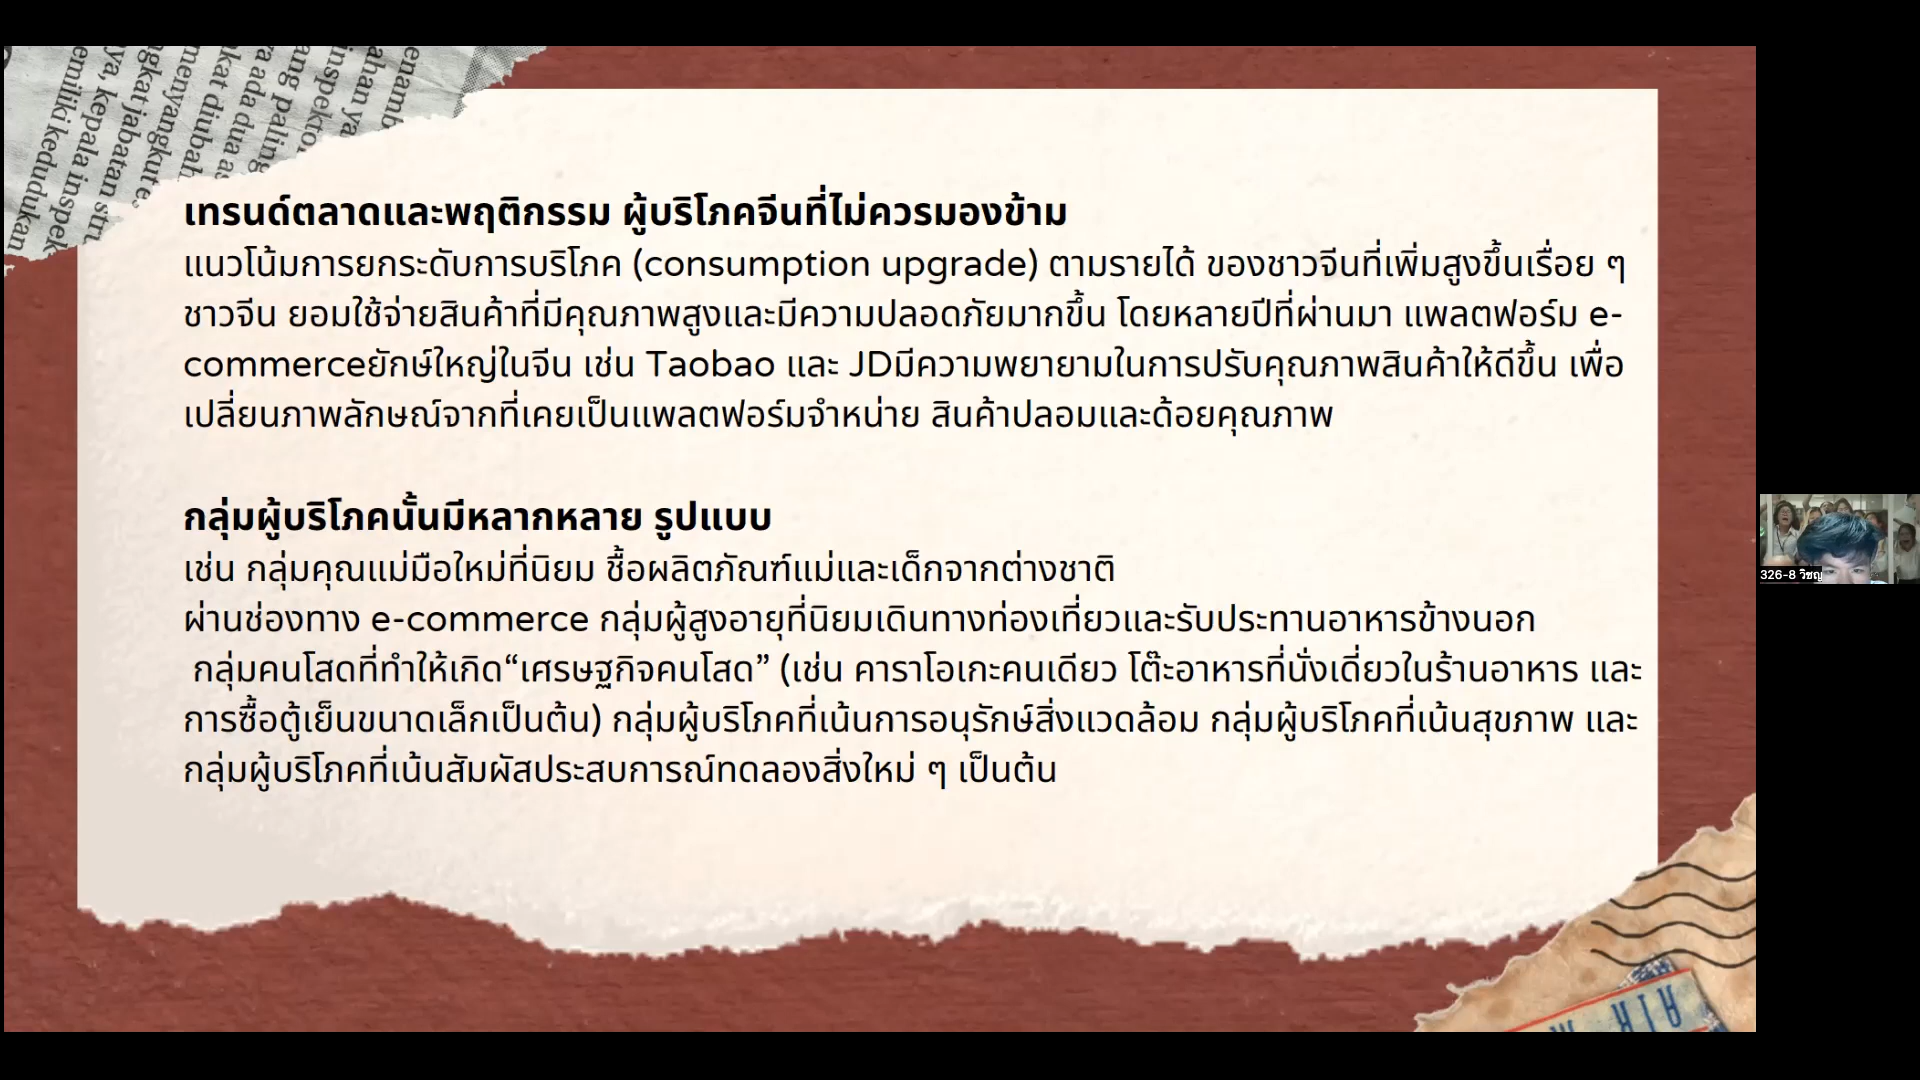 เทรนด์ตลาดและพฤติกรรม ผู้บริโภคจีนที่ไม่ควรมองข้าม
แนวโน้มการยกระดับการบริโภค (consumption upgrade) ตามรายได้ ของชาวจีนที่เพิ่มสูงขึ้นเรื่อย ๆ
ชาวจีน ยอมใช้จ่ายสินค้าที่มีคุณภาพสูงและมีความปลอดภัยมากขึ้น โดยหลายปีที่ผ่านมา แพลตฟอร์ม e-
commerceยักษ์ใหญ่ในจีน เช่น Taobao และ JDมีความพยายามในการปรับคุณภาพสินค้าให้ดีขึ้น เพื่อ
เปลี่ยนภาพลักษณ์จากที่เคยเป็นแพลตฟอร์มจำหน่าย สินค้าปลอมและด้อยคุณภาพ
กลุ่มผู้บริโภคนั้นมีหลากหลาย รูปแบบ
เช่น กลุ่มคุณแม่มือใหม่ที่นิยม ซื้อผลิตภัณฑ์แม่และเด็กจากต่างชาติ
ผ่านช่องทาง e-commerce กลุ่มผู้สูงอายุที่นิยมเดินทางท่องเที่ยวและรับประทานอาหารข้างนอก
กลุ่มคนโสดที่ทำให้เกิด“เศรษฐกิจคนโสด” (เช่น คาราโอเกะคนเดียว โต๊ะอาหารที่นั่งเดี่ยวในร้านอาหาร และ
การซื้อตู้เย็นขนาดเล็กเป็นต้น) กลุ่มผู้บริโภคที่เน้นการอนุรักษ์สิ่งแวดล้อม กลุ่มผู้บริโภคที่เน้นสุขภาพ และ
กลุ่มผู้บริโภคที่เน้นสัมผัสประสบการณ์ทดลองสิ่งใหม่ ๆ เป็นต้น
326-8 วิชญ